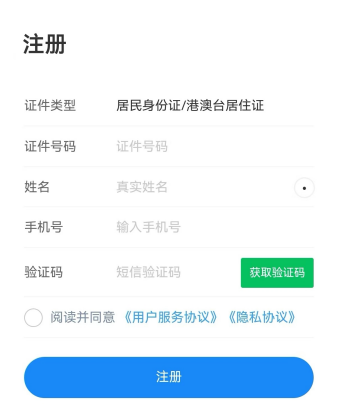 注册
证件类型 居民身份证/港澳台居住证
证件号码 证件号码
姓名 真实姓名
手机号 输入手机号
验证码 短信验证码 获取验证码
阅读并同意 《用户服务协议》《隐私协议》
注册